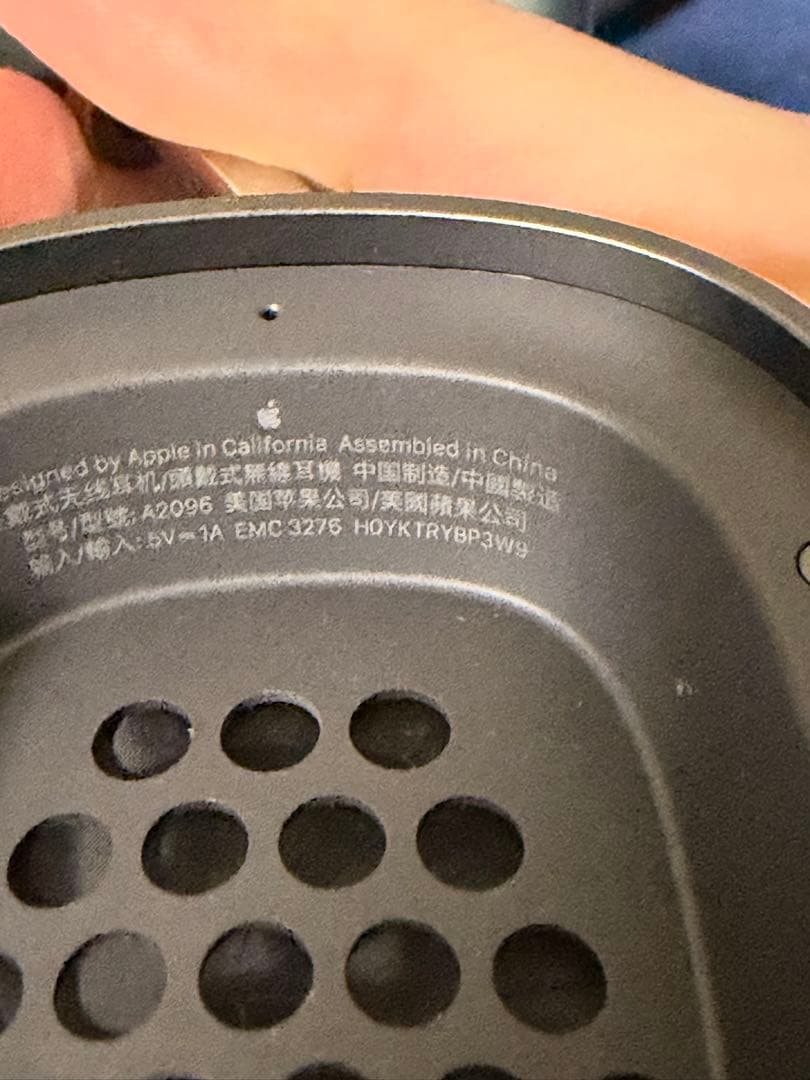 Designed by Apple in California Assembled in China
戴式无线耳机/頭戴式無線耳機 中国制造/中國製造
型号/型號: A2096 美国苹果公司/美國蘋果公司
输入/輸入: 5V⎓1A EMC 3276 H0YKTRYBP3W9